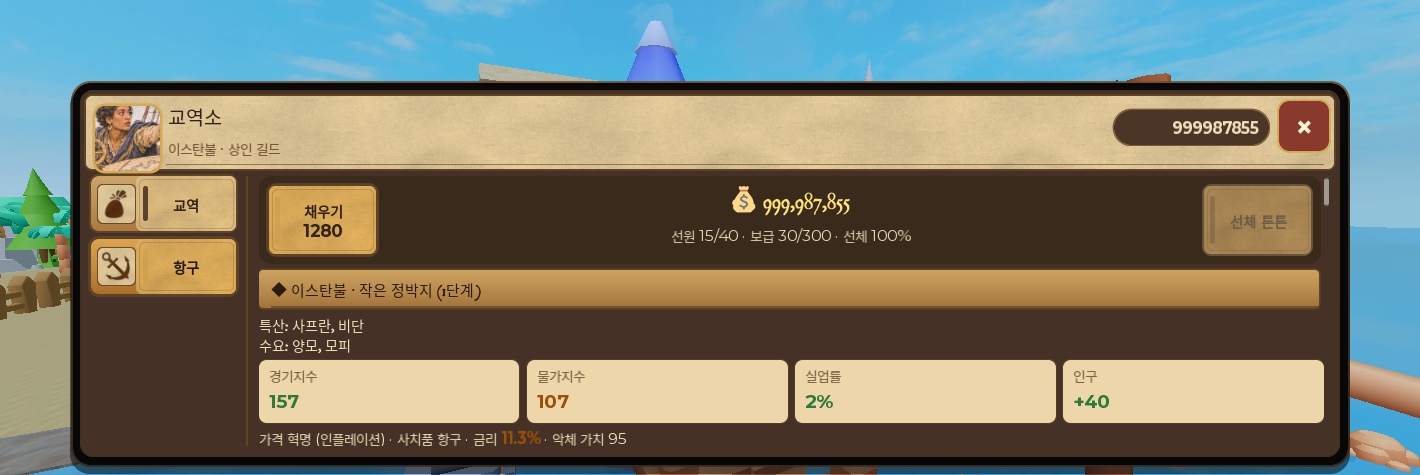 교역소
999987855
×
이스탄불 · 상인 길드
교역
항구
채우기
1280
$ 999,987,855
선원 15/40 · 보급 30/300 · 선체 100%
선체 튼튼
◆ 이스탄불 · 작은 정박지 (1단계)
특산: 사프란, 비단
수요: 양모, 모피
경기지수
157
물가지수
107
실업률
2%
인구
+40
가격 혁명 (인플레이션) · 사치품 항구 · 금리 11.3% · 악체 가치 95